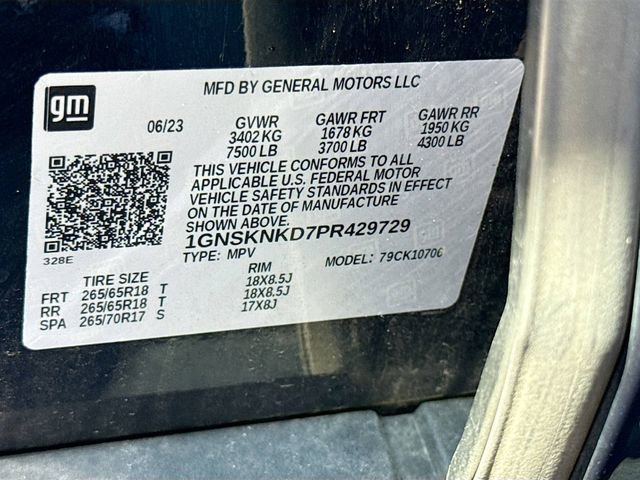 gm
MFD BY GENERAL MOTORS LLC
06/23 GVWR GAWR FRT GAWR RR
3402 KG 1678 KG 1950 KG
7500 LB 3700 LB 4300 LB
THIS VEHICLE CONFORMS TO ALL
APPLICABLE U.S. FEDERAL MOTOR
VEHICLE SAFETY STANDARDS IN EFFECT
ON THE DATE OF MANUFACTURE
SHOWN ABOVE.
1GNSKNKD7PR429729
328E TYPE: MPV MODEL: 79CK10706
TIRE SIZE RIM
FRT 265/65R18 T 18X8.5J
RR 265/65R18 T 18X8.5J
SPA 265/70R17 S 17X8J